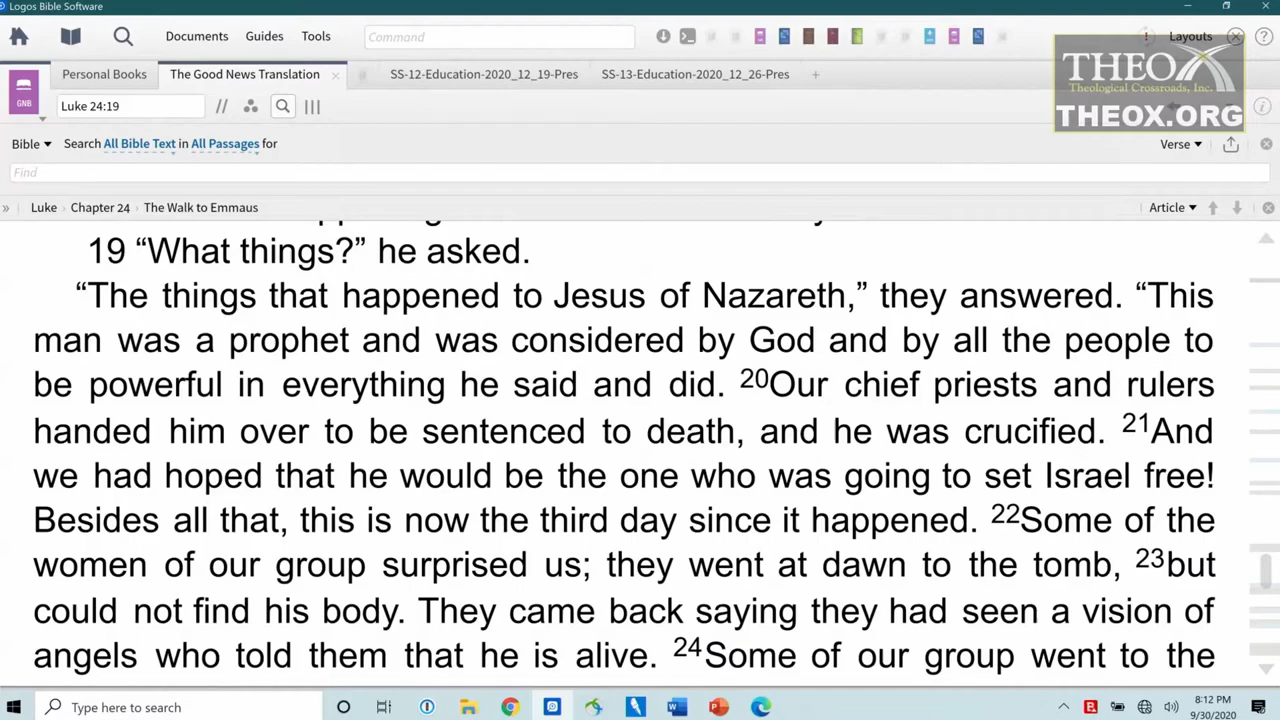 Logos Bible Software
Documents Guides Tools Command Layouts
Personal Books The Good News Translation SS-12-Education-2020_12_19-Pres SS-13-Education-2020_12_26-Pres
THEOX
Theological Crossroads, Inc.
THEOX.ORG
GNB
Luke 24:19
Bible Search All Bible Text in All Passages for Verse
Find
» Luke Chapter 24 The Walk to Emmaus Article
19 “What things?” he asked.
“The things that happened to Jesus of Nazareth,” they answered. “This
man was a prophet and was considered by God and by all the people to
be powerful in everything he said and did. 20Our chief priests and rulers
handed him over to be sentenced to death, and he was crucified. 21And
we had hoped that he would be the one who was going to set Israel free!
Besides all that, this is now the third day since it happened. 22Some of the
women of our group surprised us; they went at dawn to the tomb, 23but
could not find his body. They came back saying they had seen a vision of
angels who told them that he is alive. 24Some of our group went to the
Type here to search
8:12 PM
9/30/2020